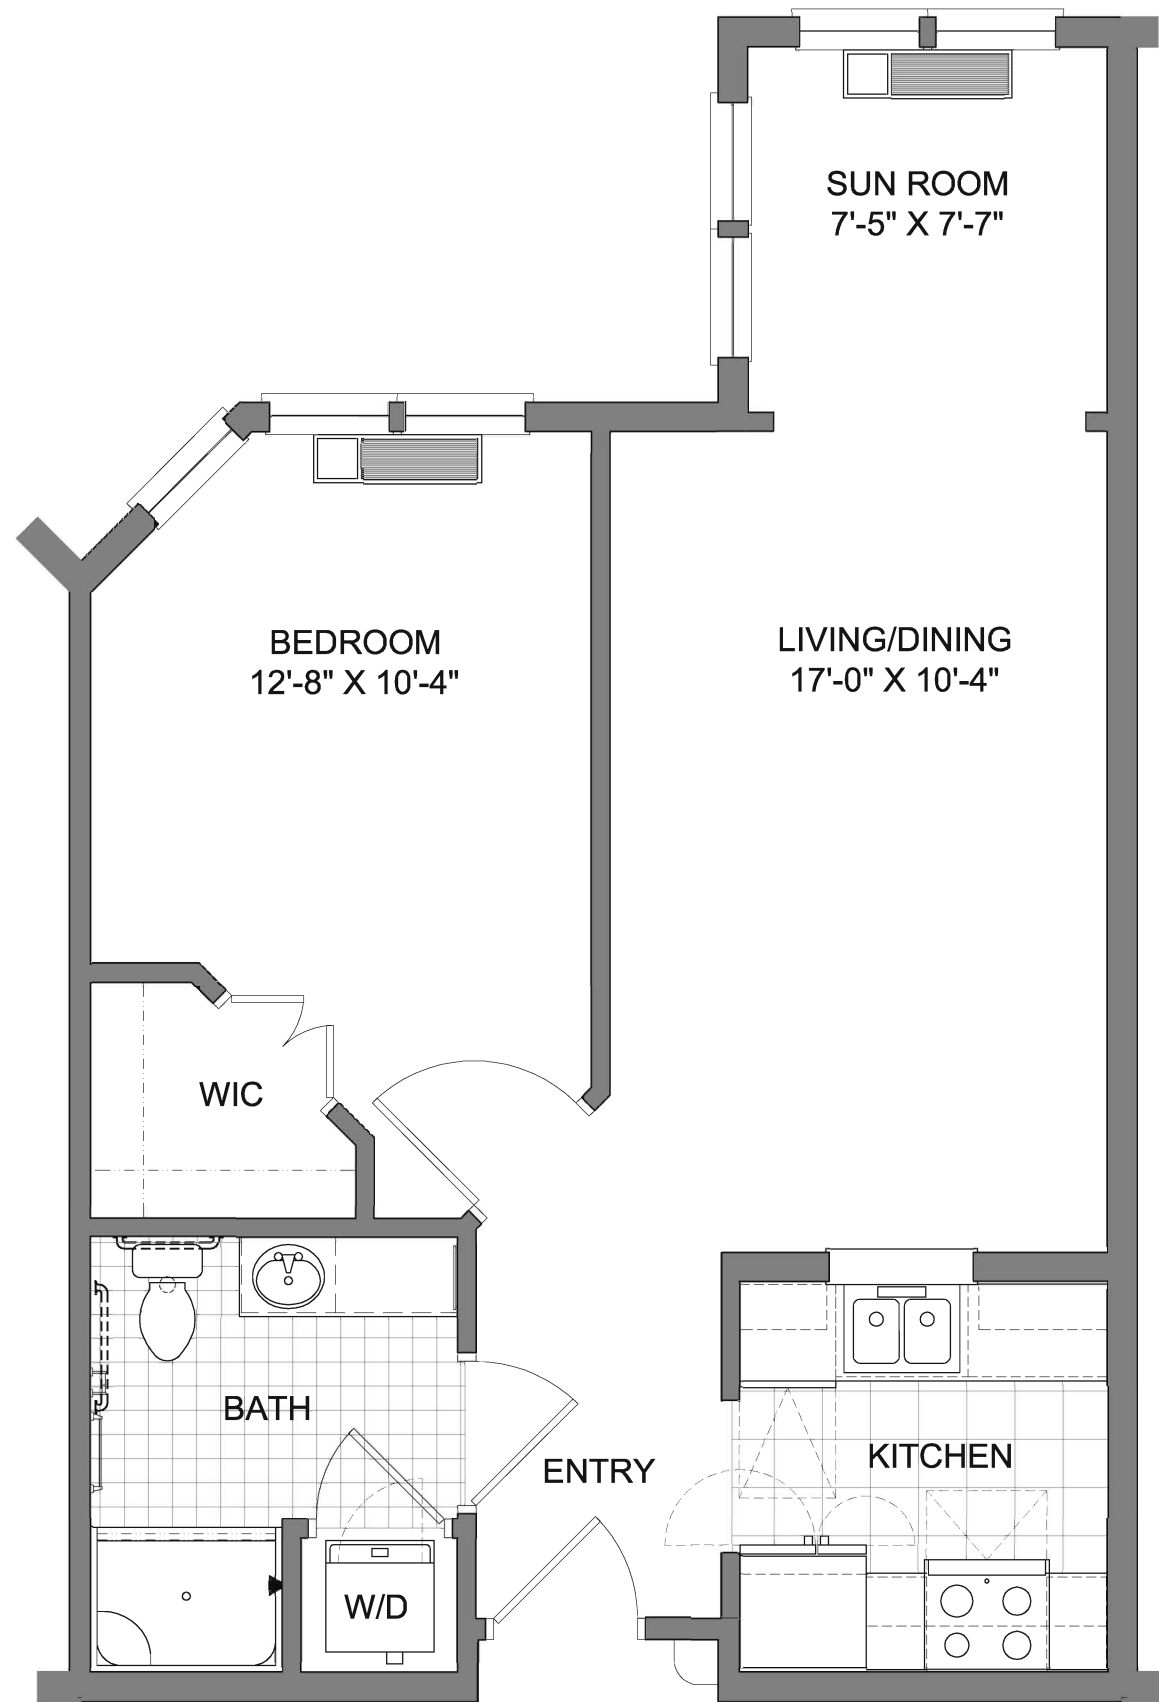 SUN ROOM
7'-5" X 7'-7"
BEDROOM
12'-8" X 10'-4"
LIVING/DINING
17'-0" X 10'-4"
WIC
BATH
ENTRY
KITCHEN
W/D